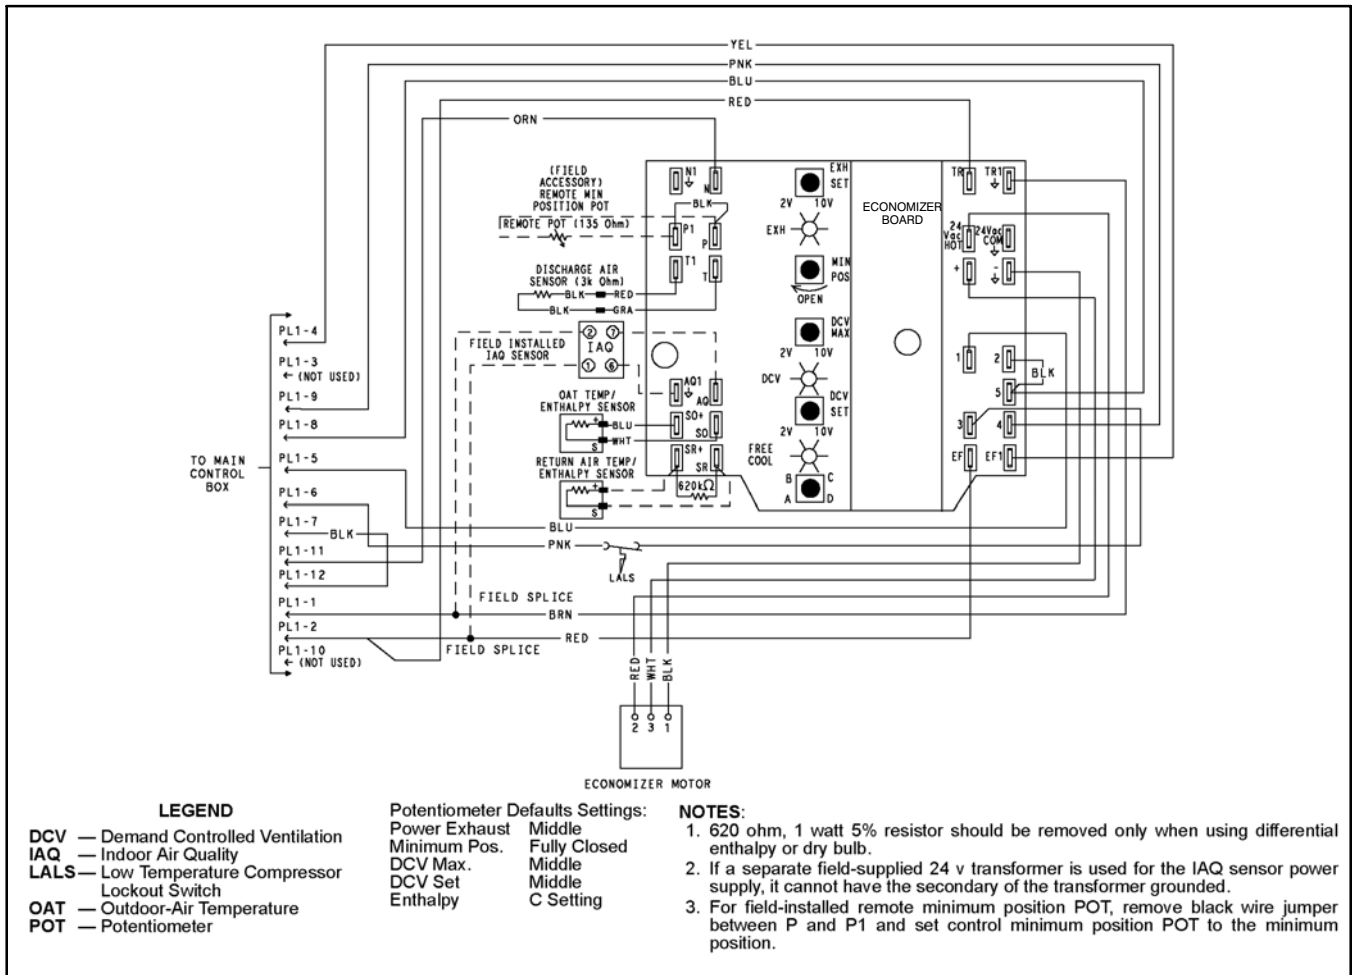 YEL
PNK
BLU
RED
ORN
(FIELD
ACCESSORY)
REMOTE MIN
POSITION POT
REMOTE POT (135 Ohm)
DISCHARGE AIR
SENSOR (3k Ohm)
BLK RED
BLK GRA
FIELD INSTALLED
IAQ SENSOR
2 7
IAQ
1 6
OAT TEMP/
ENTHALPY SENSOR
+ BLU
S WHT
RETURN AIR TEMP/
ENTHALPY SENSOR
+
S
N1 N
BLK
P1 P
T1 T
AQ1 AQ
SO+ SO
SR+ SR
620kΩ
EXH
SET
2V 10V
EXH
MIN
POS
OPEN
DCV
MAX
2V 10V
DCV
DCV
SET
2V 10V
FREE
COOL
B C
A D
ECONOMIZER
BOARD
TR TR1
24
Vac
HOT
24Vac
COM
+ -
1 2
BLK
5
3 4
EF EF1
TO MAIN
CONTROL
BOX
PL1-4
PL1-3
(NOT USED)
PL1-9
PL1-8
PL1-5
PL1-6
PL1-7
BLK
PL1-11
PL1-12
PL1-1
PL1-2
PL1-10
(NOT USED)
BLU
PNK
LALS
FIELD SPLICE
BRN
RED
FIELD SPLICE
RED
WHT
BLK
2 3 1
ECONOMIZER MOTOR
LEGEND
DCV — Demand Controlled Ventilation
IAQ — Indoor Air Quality
LALS — Low Temperature Compressor
Lockout Switch
OAT — Outdoor-Air Temperature
POT — Potentiometer
Potentiometer Defaults Settings:
Power Exhaust Middle
Minimum Pos. Fully Closed
DCV Max. Middle
DCV Set Middle
Enthalpy C Setting
NOTES:
1. 620 ohm, 1 watt 5% resistor should be removed only when using differential
enthalpy or dry bulb.
2. If a separate field-supplied 24 v transformer is used for the IAQ sensor power
supply, it cannot have the secondary of the transformer grounded.
3. For field-installed remote minimum position POT, remove black wire jumper
between P and P1 and set control minimum position POT to the minimum
position.